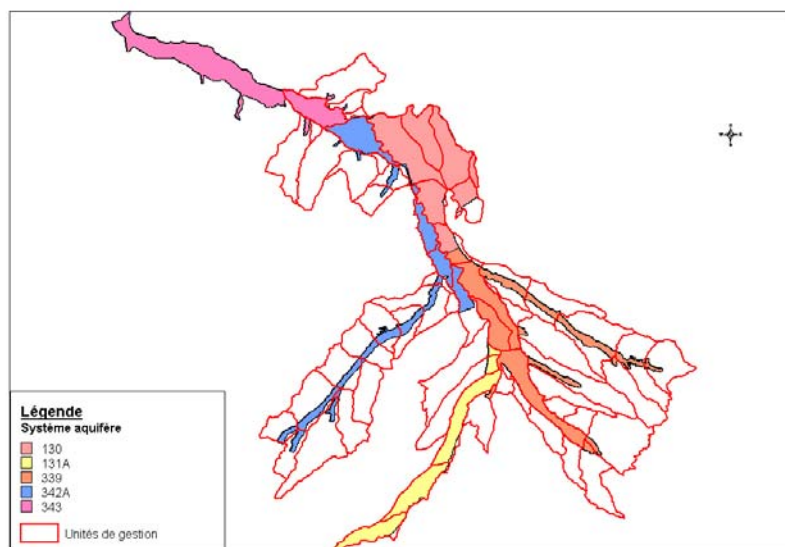 Légende
Système aquifère
130
131A
339
342A
343
Unités de gestion